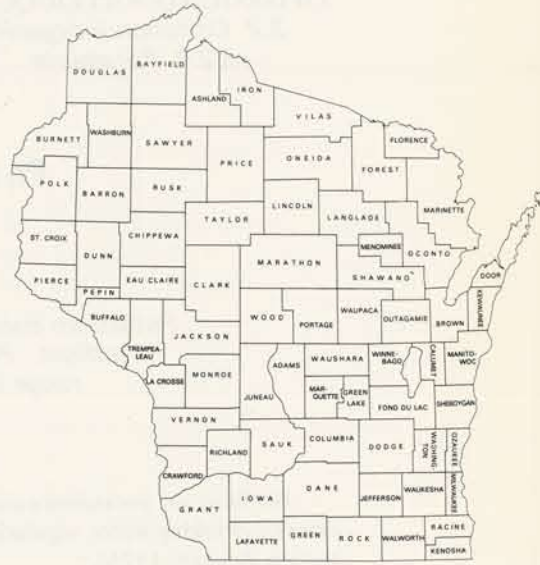 DOUGLAS
BAYFIELD
ASHLAND
IRON
VILAS
BURNETT
WASHBURN
SAWYER
PRICE
ONEIDA
FLORENCE
FOREST
MARINETTE
POLK
BARRON
RUSK
LINCOLN
LANGLADE
TAYLOR
ST. CROIX
DUNN
CHIPPEWA
MENOMINEE
OCONTO
MARATHON
SHAWANO
DOOR
PIERCE
PEPIN
EAU CLAIRE
CLARK
BUFFALO
TREMPEA-
LEAU
JACKSON
WOOD
PORTAGE
WAUPACA
OUTAGAMIE
BROWN
KEWAUNEE
LA CROSSE
MONROE
JUNEAU
ADAMS
WAUSHARA
WINNE-
BAGO
CALUMET
MANITO-
WOC
MAR-
QUETTE
GREEN
LAKE
FOND DU LAC
SHEBOYGAN
VERNON
RICHLAND
SAUK
COLUMBIA
DODGE
WASHING
TON
OZAUKEE
CRAWFORD
GRANT
IOWA
DANE
JEFFERSON
WAUKESHA
MILWAUKEE
LAFAYETTE
GREEN
ROCK
WALWORTH
RACINE
KENOSHA